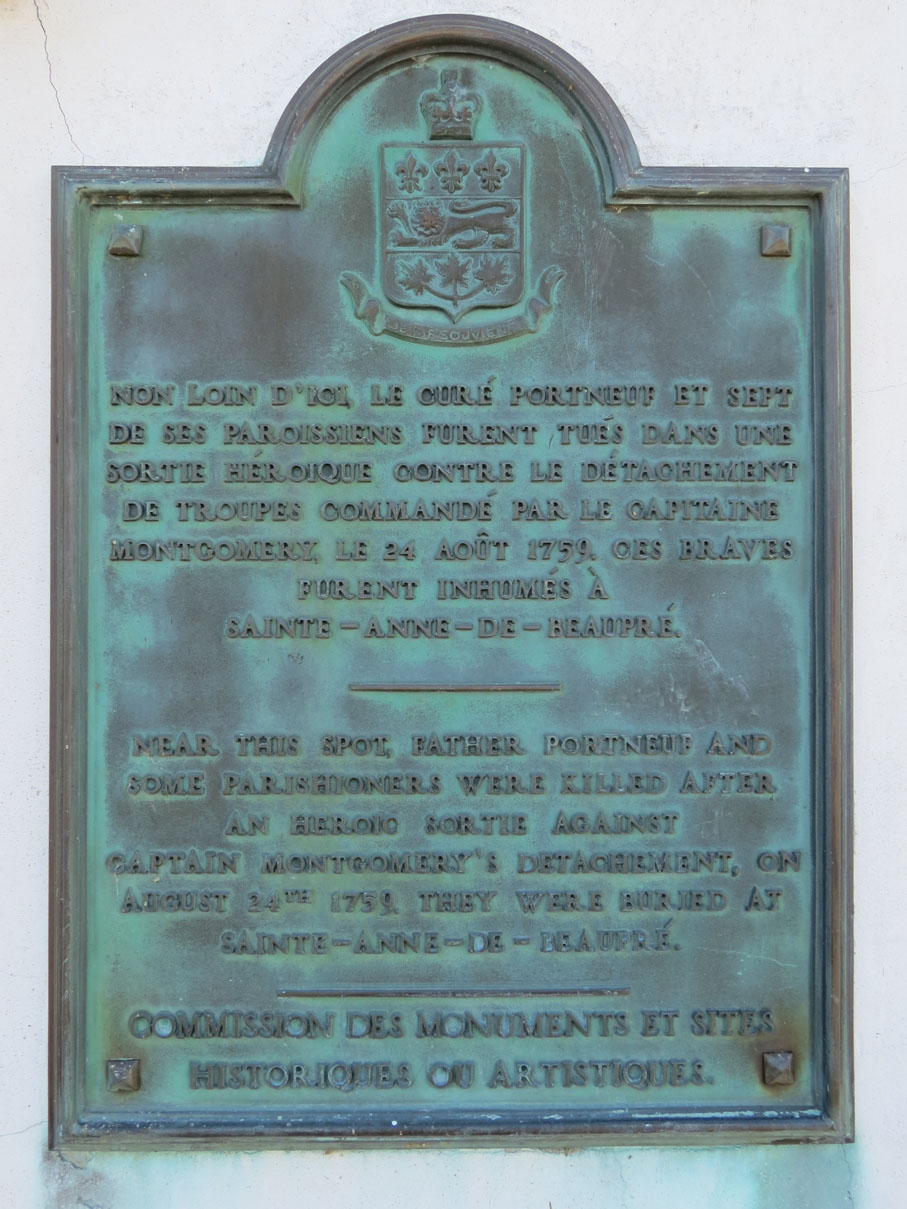 JE ME SOUVIENS
NON LOIN D'ICI, LE CURÉ PORTNEUF ET SEPT
DE SES PAROISSIENS FURENT TUÉS DANS UNE
SORTIE HÉROIQUE CONTRE LE DÉTACHEMENT
DE TROUPES COMMANDÉ PAR LE CAPITAINE
MONTGOMERY, LE 24 AOÛT 1759. CES BRAVES
FURENT INHUMÉS À
SAINTE-ANNE-DE-BEAUPRÉ.
NEAR THIS SPOT, FATHER PORTNEUF AND
SOME PARISHIONERS WERE KILLED AFTER
AN HEROIC SORTIE AGAINST
CAPTAIN MONTGOMERY'S DETACHEMENT, ON
AUGUST 24TH 1759. THEY WERE BURIED AT
SAINTE-ANNE-DE-BEAUPRÉ.
COMMISSION DES MONUMENTS ET SITES
HISTORIQUES OU ARTISTIQUES.